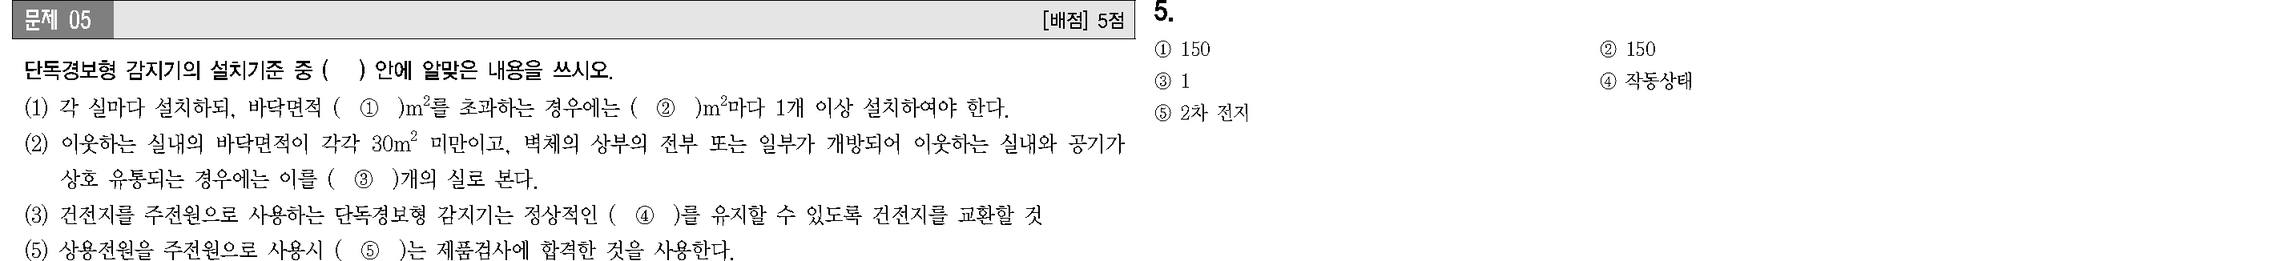 문제 05 [배점] 5점
단독경보형 감지기의 설치기준 중 (    ) 안에 알맞은 내용을 쓰시오.
(1) 각 실마다 설치하되, 바닥면적 ( ① )m²를 초과하는 경우에는 ( ② )m²마다 1개 이상 설치하여야 한다.
(2) 이웃하는 실내의 바닥면적이 각각 30m² 미만이고, 벽체의 상부의 전부 또는 일부가 개방되어 이웃하는 실내와 공기가
상호 유통되는 경우에는 이를 ( ③ )개의 실로 본다.
(3) 건전지를 주전원으로 사용하는 단독경보형 감지기는 정상적인 ( ④ )를 유지할 수 있도록 건전지를 교환할 것
(5) 상용전원을 주전원으로 사용시 ( ⑤ )는 제품검사에 합격한 것을 사용한다.
5.
① 150 ② 150
③ 1 ④ 작동상태
⑤ 2차 전지